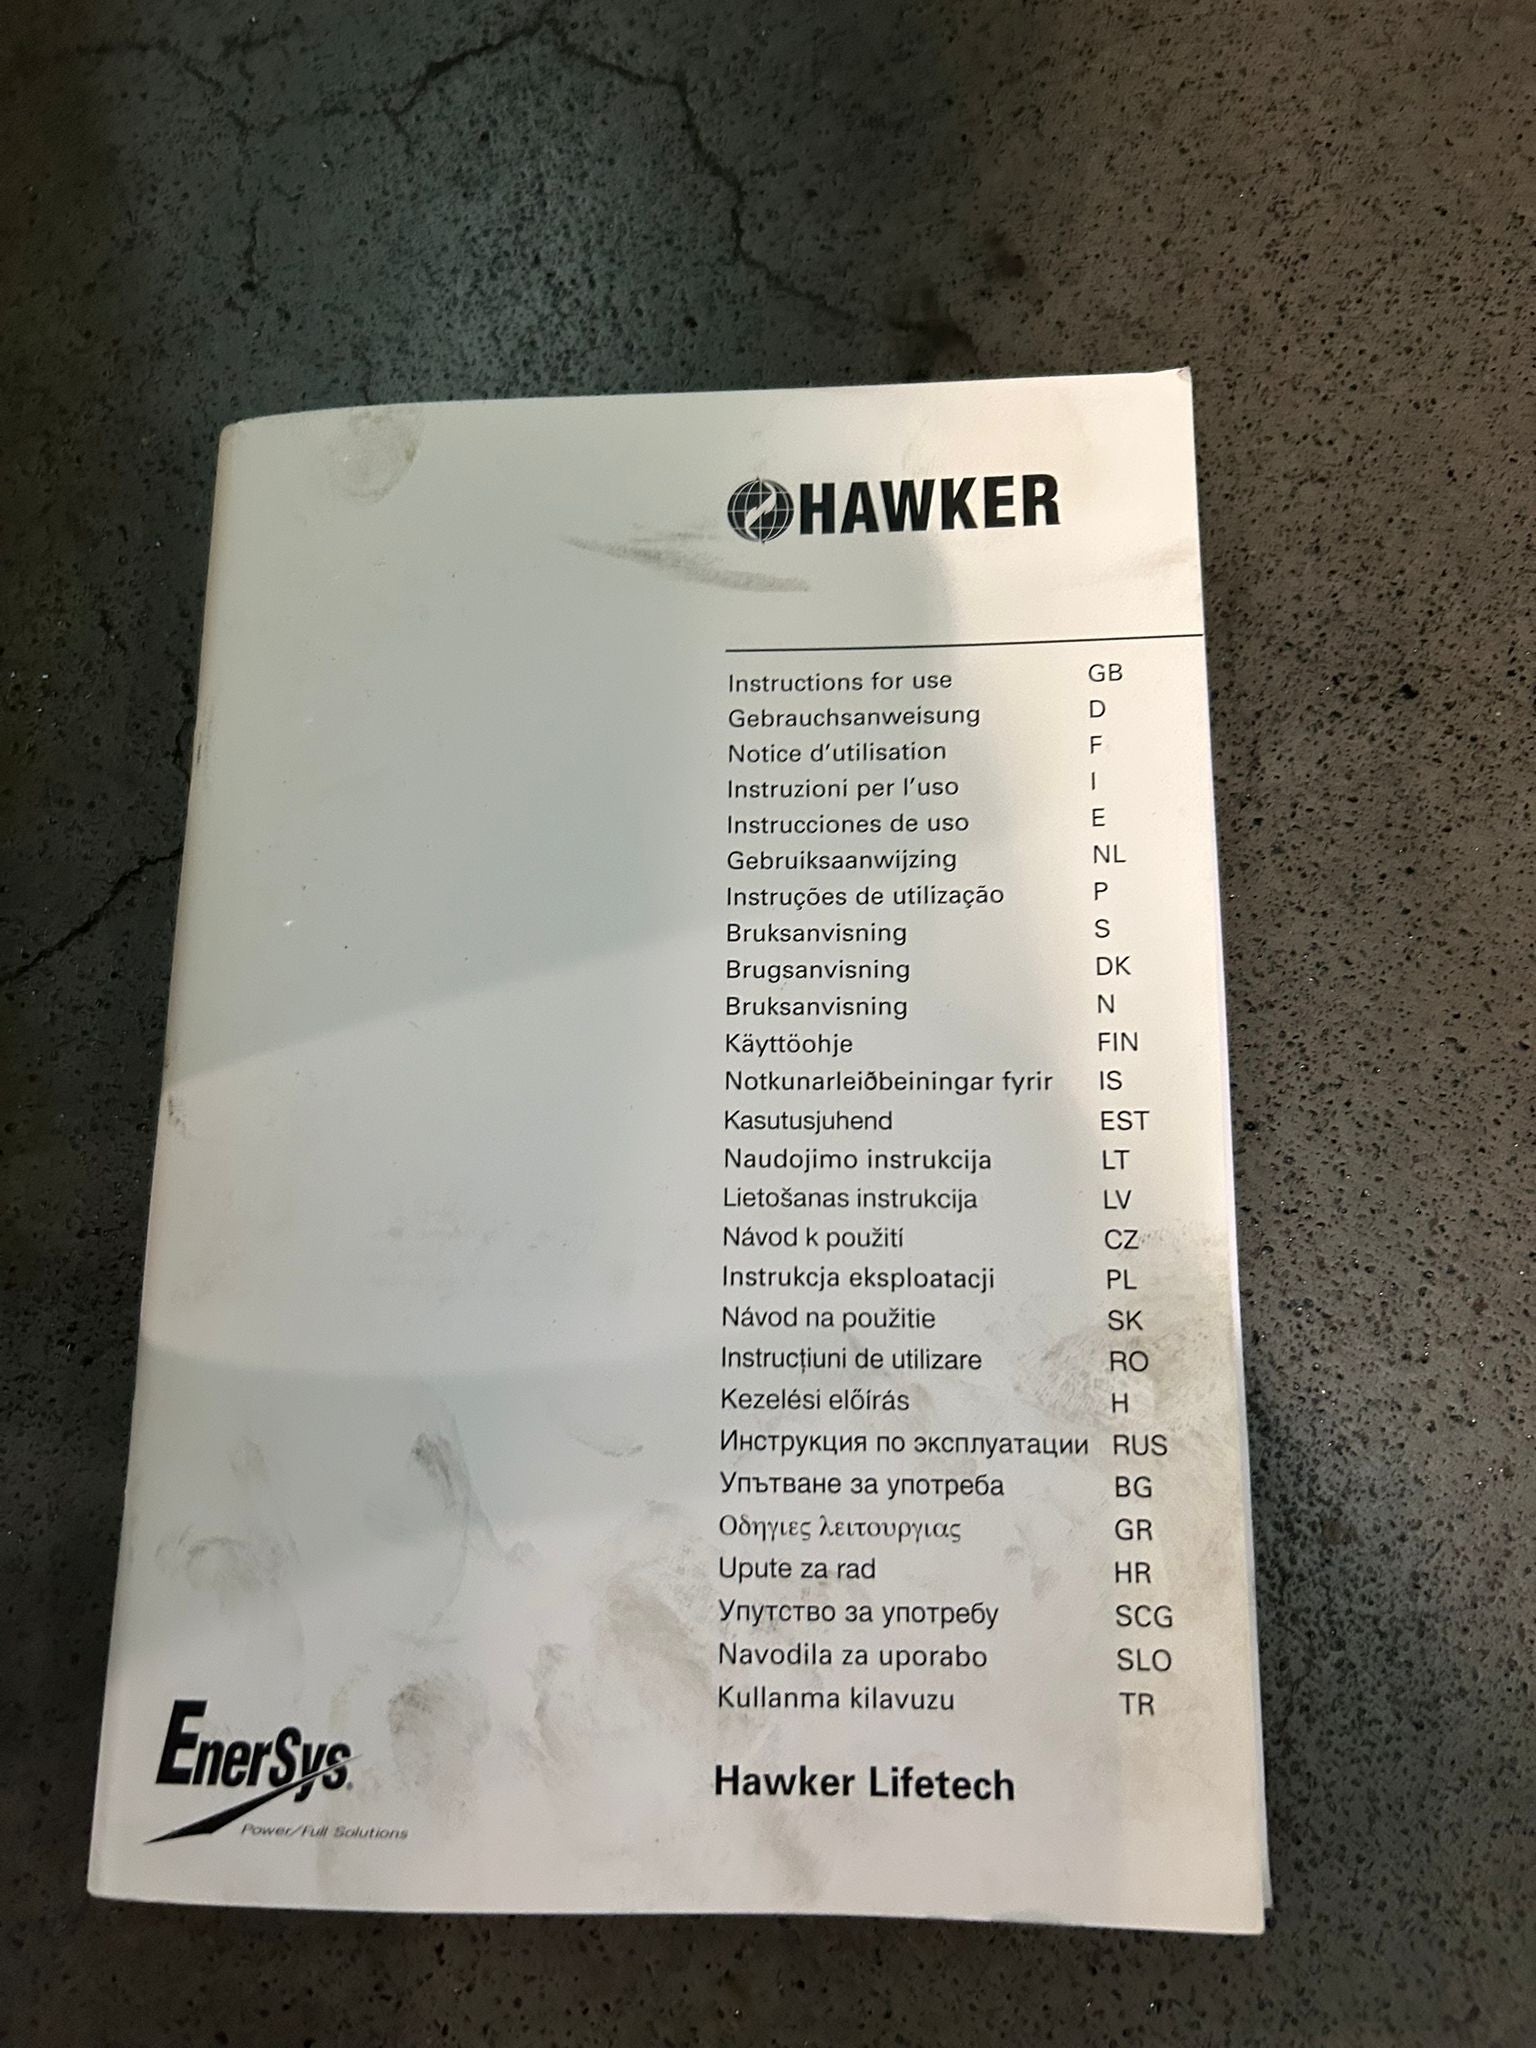 HAWKER
Instructions for use GB
Gebrauchsanweisung D
Notice d’utilisation F
Instruzioni per l’uso I
Instrucciones de uso E
Gebruiksaanwijzing NL
Instruções de utilização P
Bruksanvisning S
Brugsanvisning DK
Bruksanvisning N
Käyttöohje FIN
Notkunarleiðbeiningar fyrir IS
Kasutusjuhend EST
Naudojimo instrukcija LT
Lietošanas instrukcija LV
Návod k použití CZ
Instrukcja eksploatacji PL
Návod na použitie SK
Instrucţiuni de utilizare RO
Kezelési előírás H
Инструкция по эксплуатации RUS
Упътване за употреба BG
Οδηγιες λειτουργιας GR
Upute za rad HR
Упутство за употребу SCG
Navodila za uporabo SLO
Kullanma kilavuzu TR
Hawker Lifetech
EnerSys®
Power/Full Solutions